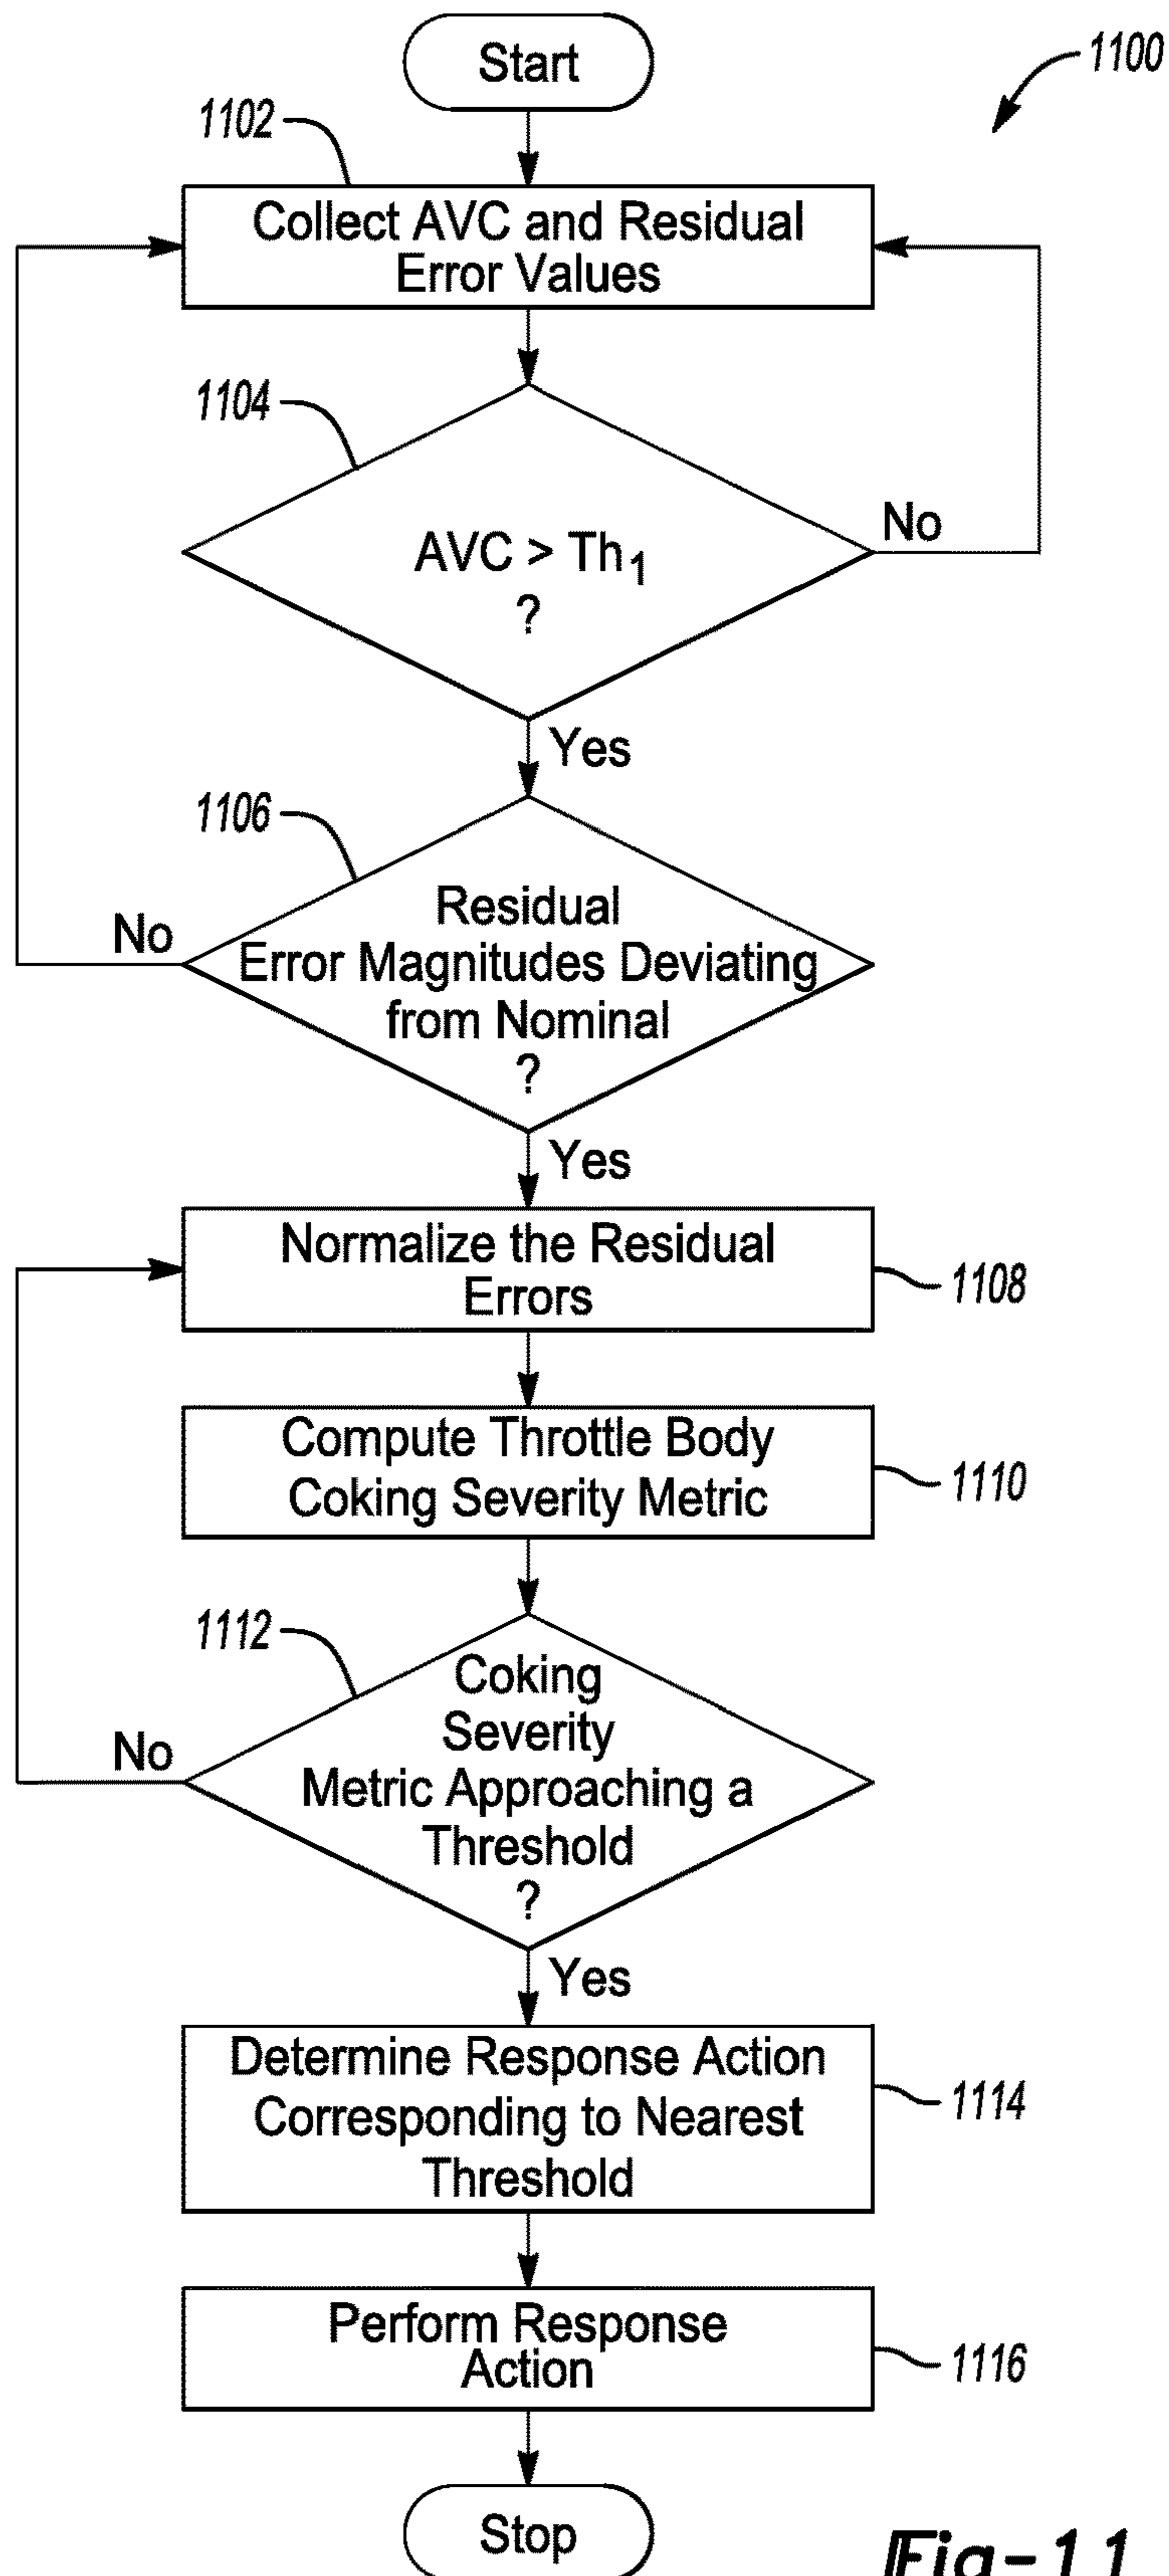 Start
1100
1102
Collect AVC and Residual
Error Values
1104
AVC > Th1
?
No
Yes
1106
Residual
Error Magnitudes Deviating
from Nominal
?
No
Yes
Normalize the Residual
Errors
1108
Compute Throttle Body
Coking Severity Metric
1110
1112
Coking
Severity
Metric Approaching a
Threshold
?
No
Yes
Determine Response Action
Corresponding to Nearest
Threshold
1114
Perform Response
Action
1116
Stop
Fig-11